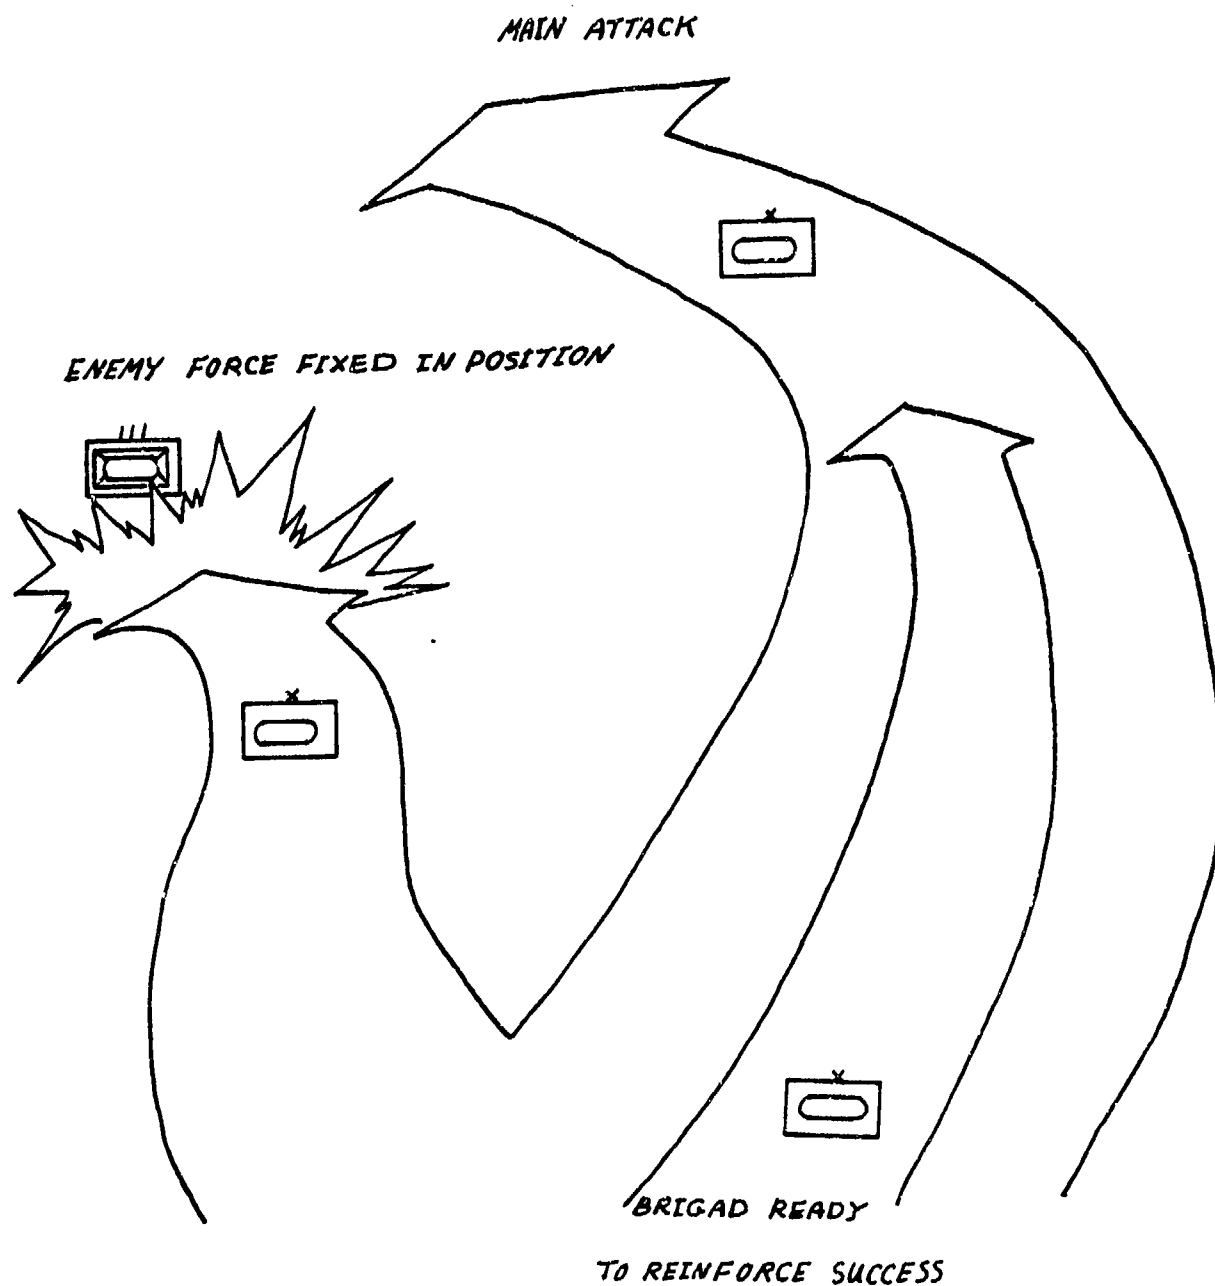 MAIN ATTACK
ENEMY FORCE FIXED IN POSITION
BRIGAD READY
TO REINFORCE SUCCESS